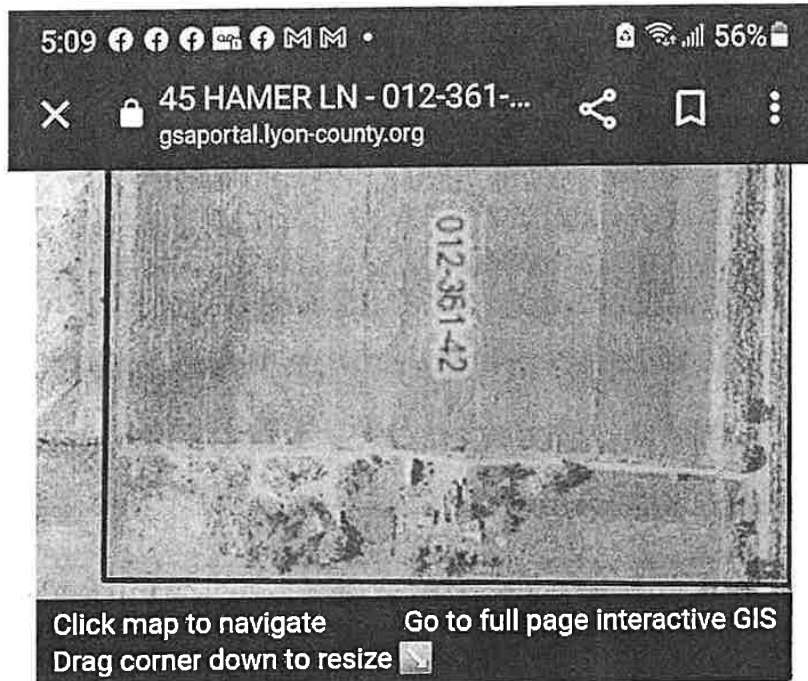 5:09 56%
45 HAMER LN - 012-361-...
gsaportal.lyon-county.org
012-361-42
Click map to navigate Go to full page interactive GIS
Drag corner down to resize